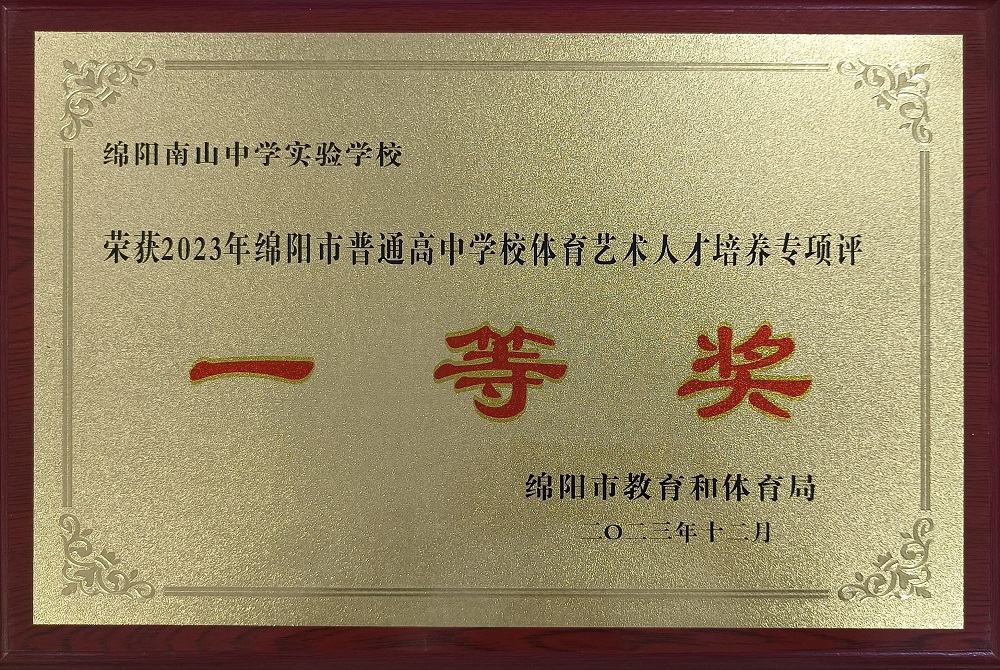 绵阳南山中学实验学校
荣获2023年绵阳市普通高中学校体育艺术人才培养专项评
一等奖
绵阳市教育和体育局
二〇二三年十二月